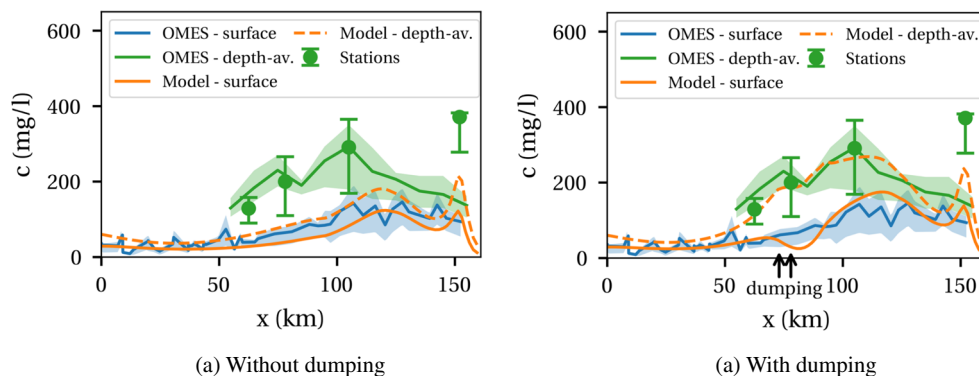 600
400
200
0
c (mg/l)
OMES - surface
OMES - depth-av.
Model - surface
Model - depth-av.
Stations
0
50
100
150
x (km)
(a) Without dumping
600
400
200
0
c (mg/l)
OMES - surface
OMES - depth-av.
Model - surface
Model - depth-av.
Stations
dumping
0
50
100
150
x (km)
(a) With dumping